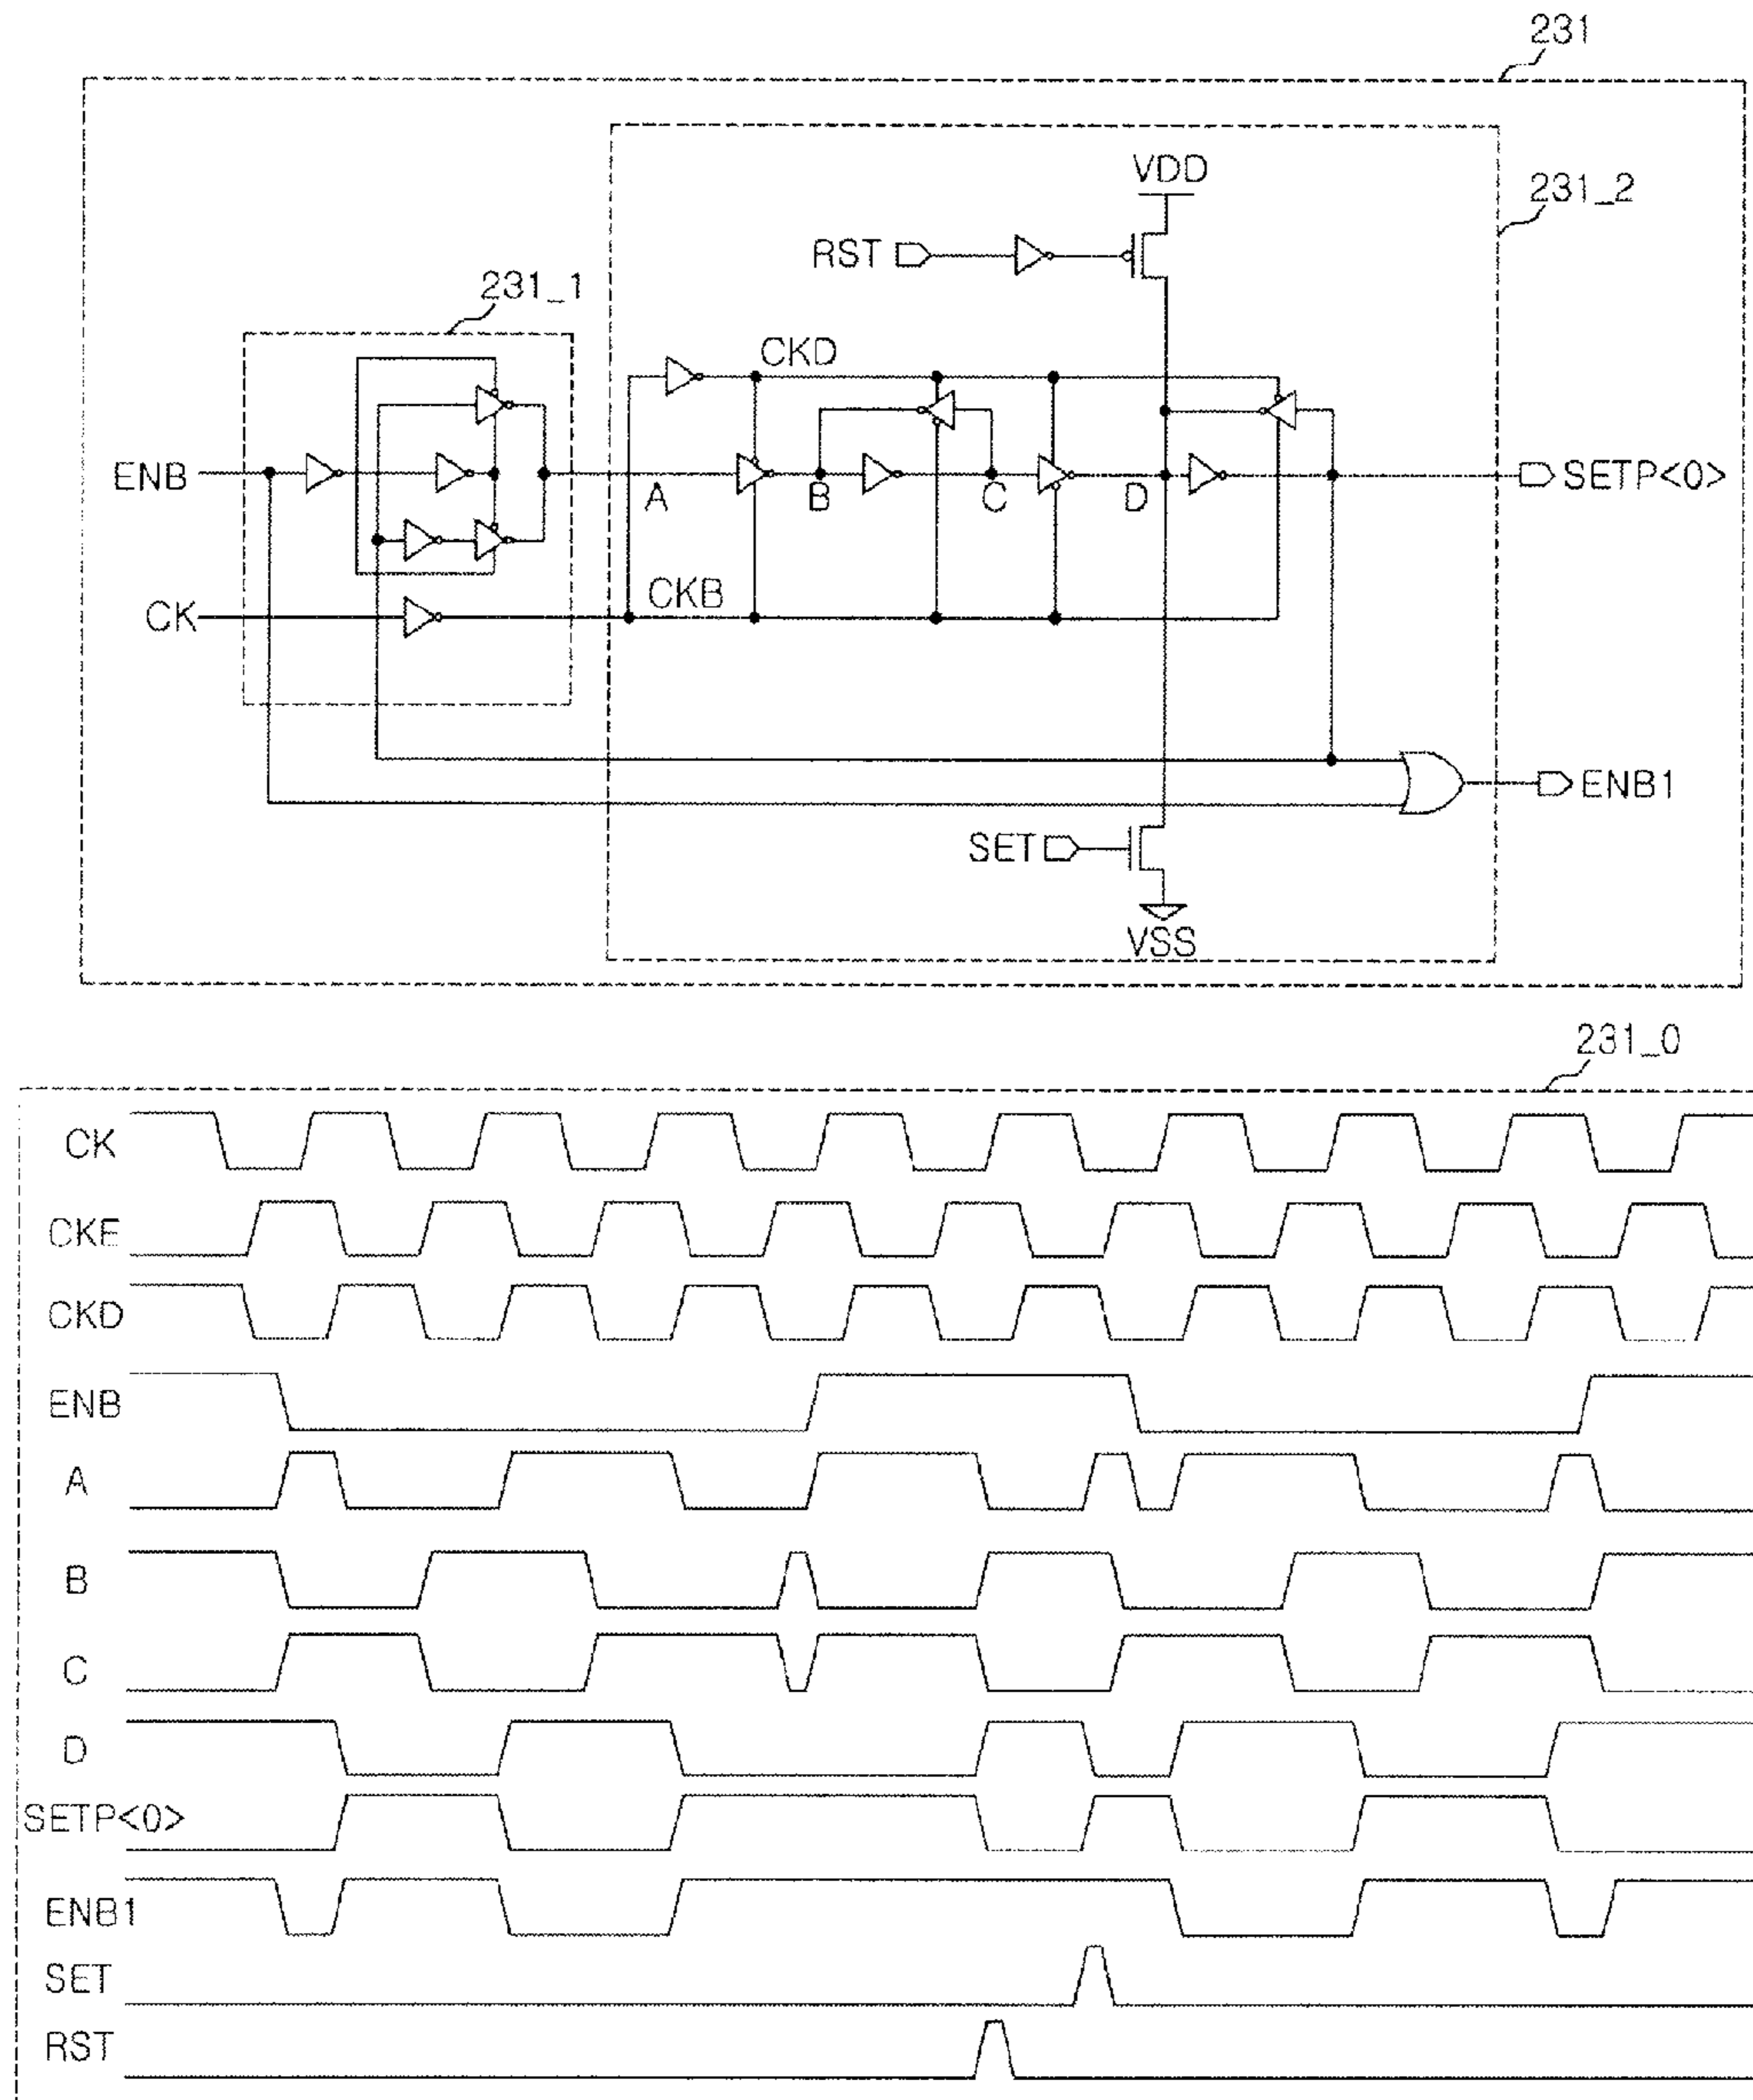 231
VDD
231_2
RST
231_1
CKD
ENB
A
B
C
D
SETP<0>
CKB
CK
ENB1
SET
VSS
231_0
CK
CKE
CKD
ENB
A
B
C
D
SETP<0>
ENB1
SET
RST